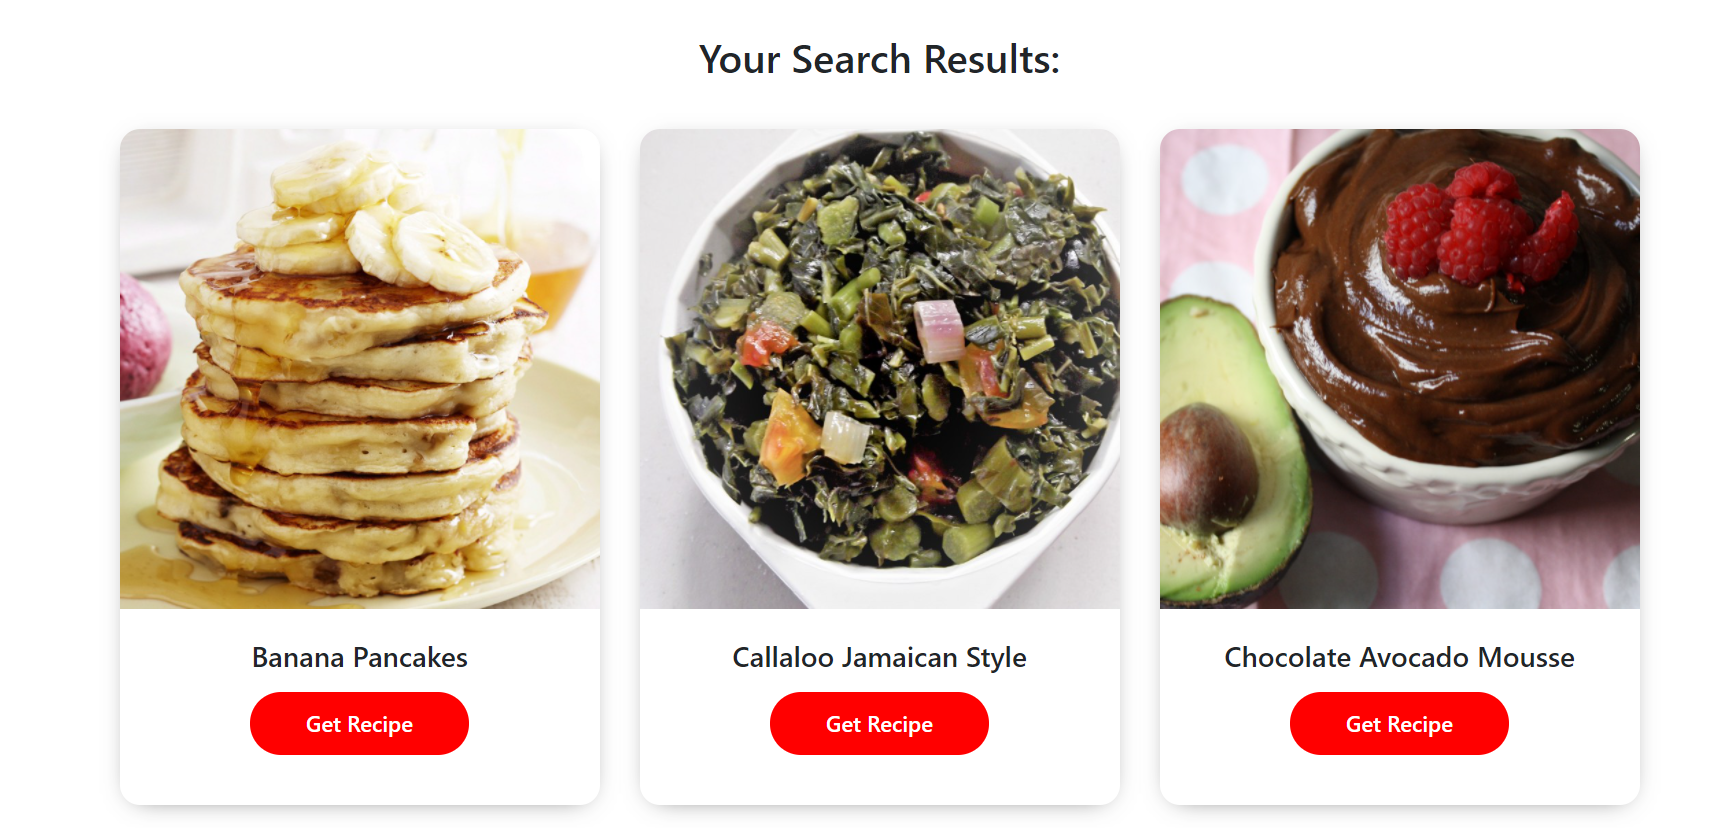 Your Search Results:
Banana Pancakes
Get Recipe
Callaloo Jamaican Style
Get Recipe
Chocolate Avocado Mousse
Get Recipe